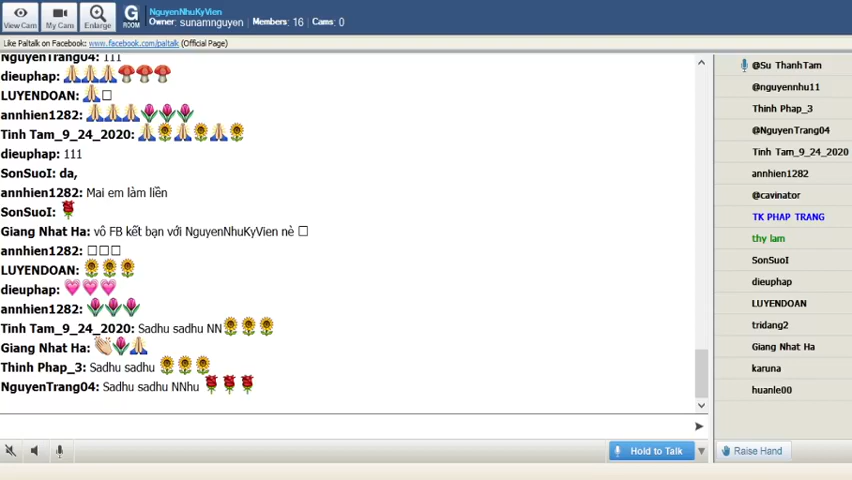 View Cam
My Cam
Enlarge
G
ROOM
NguyenNhuKyVien
Owner: sunamnguyen Members: 16 Cams: 0
Like Paltalk on Facebook: www.facebook.com/paltalk (Official Page)
NguyenTrang04: 111
dieuphap:
LUYENDOAN:
annhien1282:
Tinh Tam_9_24_2020:
dieuphap: 111
SonSuoI: da,
annhien1282: Mai em làm liền
SonSuoI:
Giang Nhat Ha: vô FB kết bạn với NguyenNhuKyVien nè
annhien1282:
LUYENDOAN:
dieuphap:
annhien1282:
Tinh Tam_9_24_2020: Sadhu sadhu NN
Giang Nhat Ha:
Thinh Phap_3: Sadhu sadhu
NguyenTrang04: Sadhu sadhu NNhu
@Su ThanhTam
@nguyennhu11
Thinh Phap_3
@NguyenTrang04
Tinh Tam_9_24_2020
annhien1282
@cavinator
TK PHAP TRANG
thy lam
SonSuoI
dieuphap
LUYENDOAN
tridang2
Giang Nhat Ha
karuna
huanle00
Hold to Talk
Raise Hand